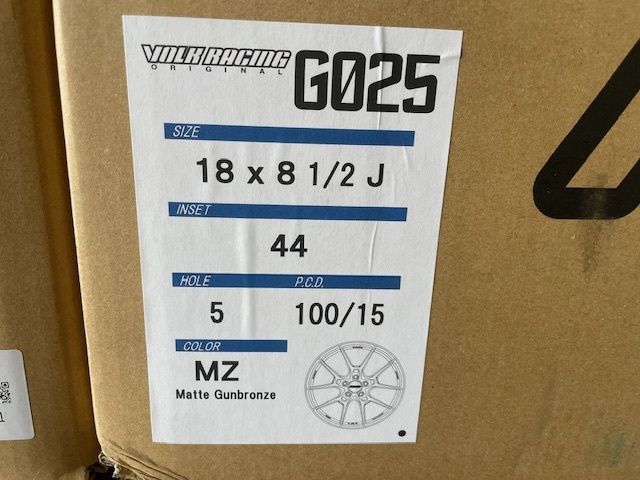 VOLK RACING
ORIGINAL
G025
SIZE
18 x 8 1/2 J
INSET
44
HOLE P.C.D.
5 100/15
COLOR
MZ
Matte Gunbronze